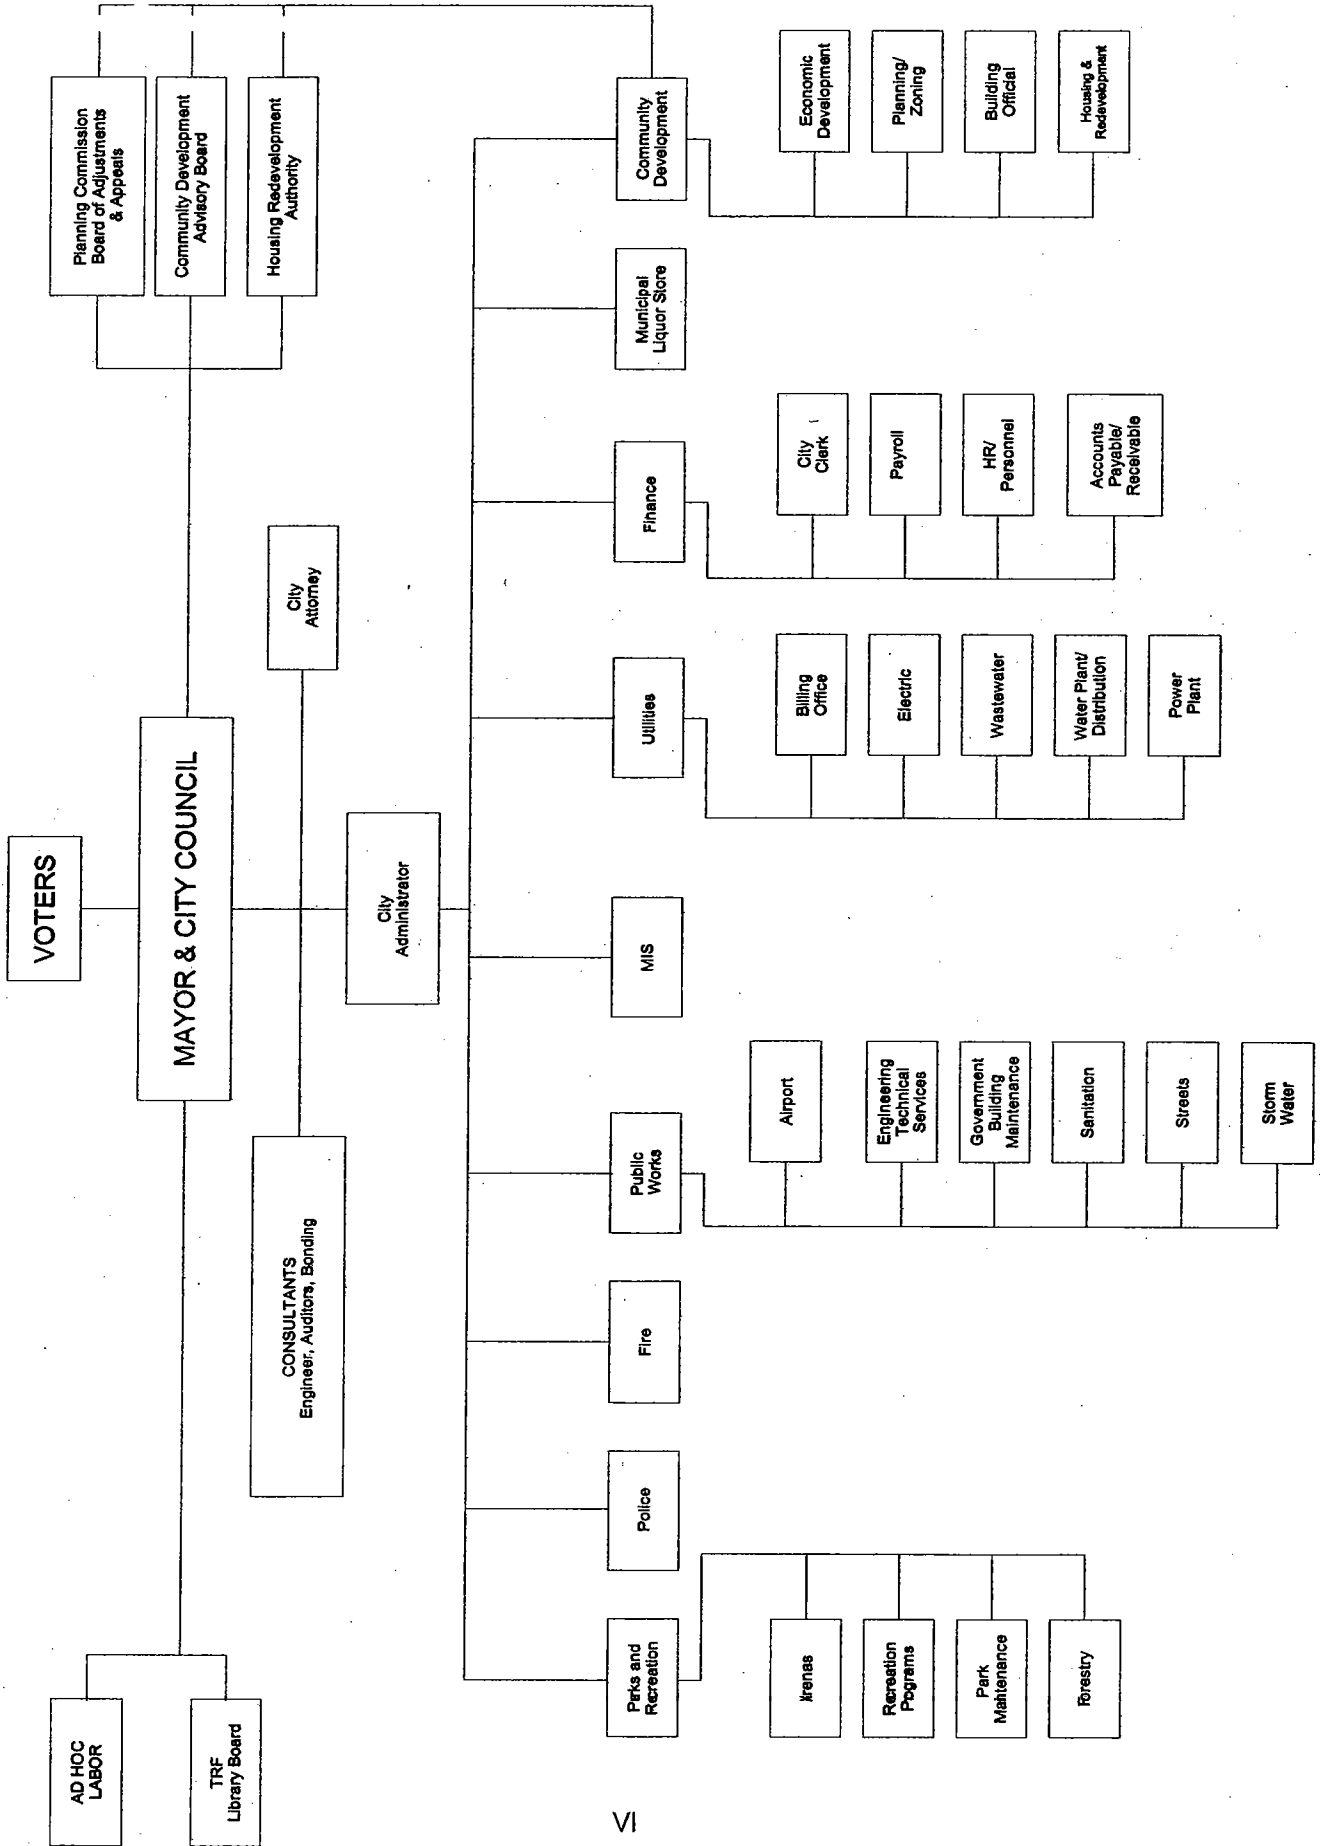 VOTERS
MAYOR & CITY COUNCIL
AD HOC
LABOR
TRF
Library Board
Planning Commission
Board of Adjustments
& Appeals
Community Development
Advisory Board
Housing Redevelopment
Authority
CONSULTANTS
Engineer, Auditors, Bonding
City
Attorney
City
Administrator
Parks and
Recreation
Police
Fire
Public
Works
MIS
Utilities
Finance
Municipal
Liquor Store
Community
Development
Arenas
Recreation
Programs
Park
Maintenance
Forestry
Airport
Engineering
Technical
Services
Government
Building
Maintenance
Sanitation
Streets
Storm
Water
Billing
Office
Electric
Wastewater
Water Plant/
Distribution
Power
Plant
City
Clerk
Payroll
HR/
Personnel
Accounts
Payable/
Receivable
Economic
Development
Planning/
Zoning
Building
Official
Housing &
Redevelopment
VI